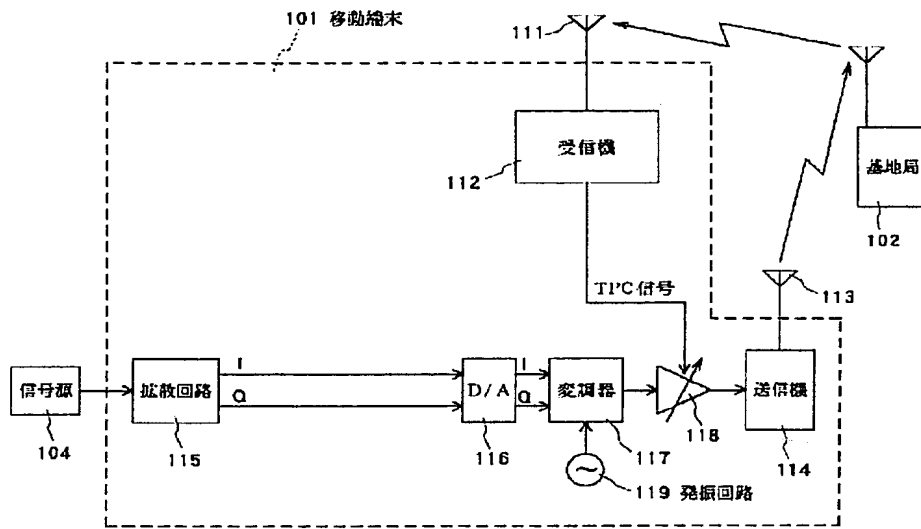 101 移動端末
111
受信機
112
基地局
102
TPC信号
113
信号源
104
拡散回路
115
I
Q
D/A
116
I
Q
変調器
117
118
送信機
114
119 発振回路